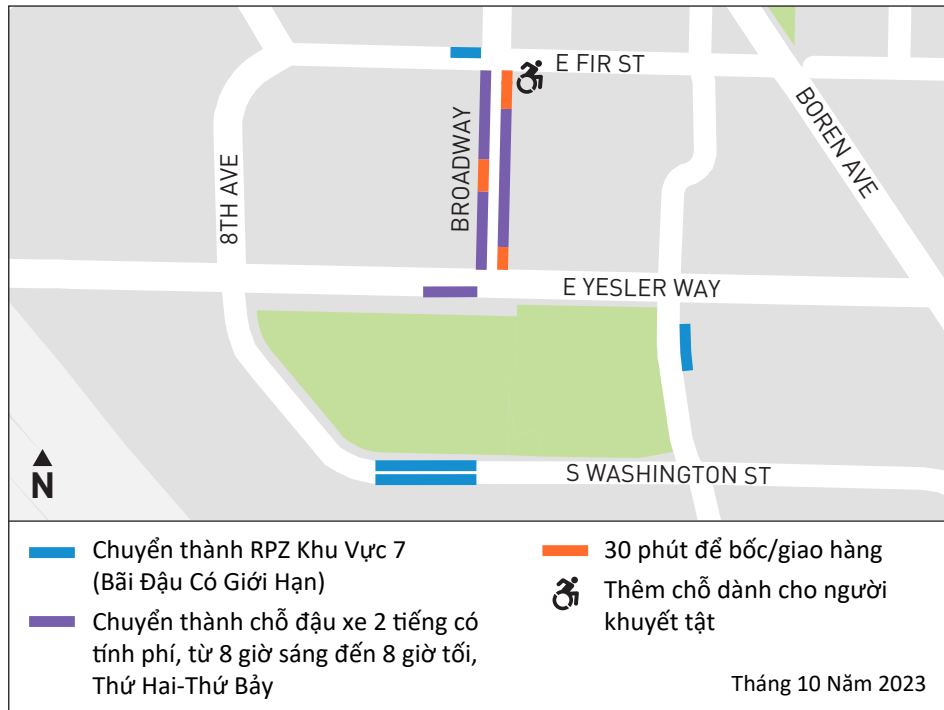 E FIR ST
BOREN AVE
BROADWAY
8TH AVE
E YESLER WAY
N
S WASHINGTON ST
Chuyển thành RPZ Khu Vực 7
(Bãi Đậu Có Giới Hạn)
Chuyển thành chỗ đậu xe 2 tiếng có
tính phí, từ 8 giờ sáng đến 8 giờ tối,
Thứ Hai-Thứ Bảy
30 phút để bốc/giao hàng
Thêm chỗ dành cho người
khuyết tật
Tháng 10 Năm 2023